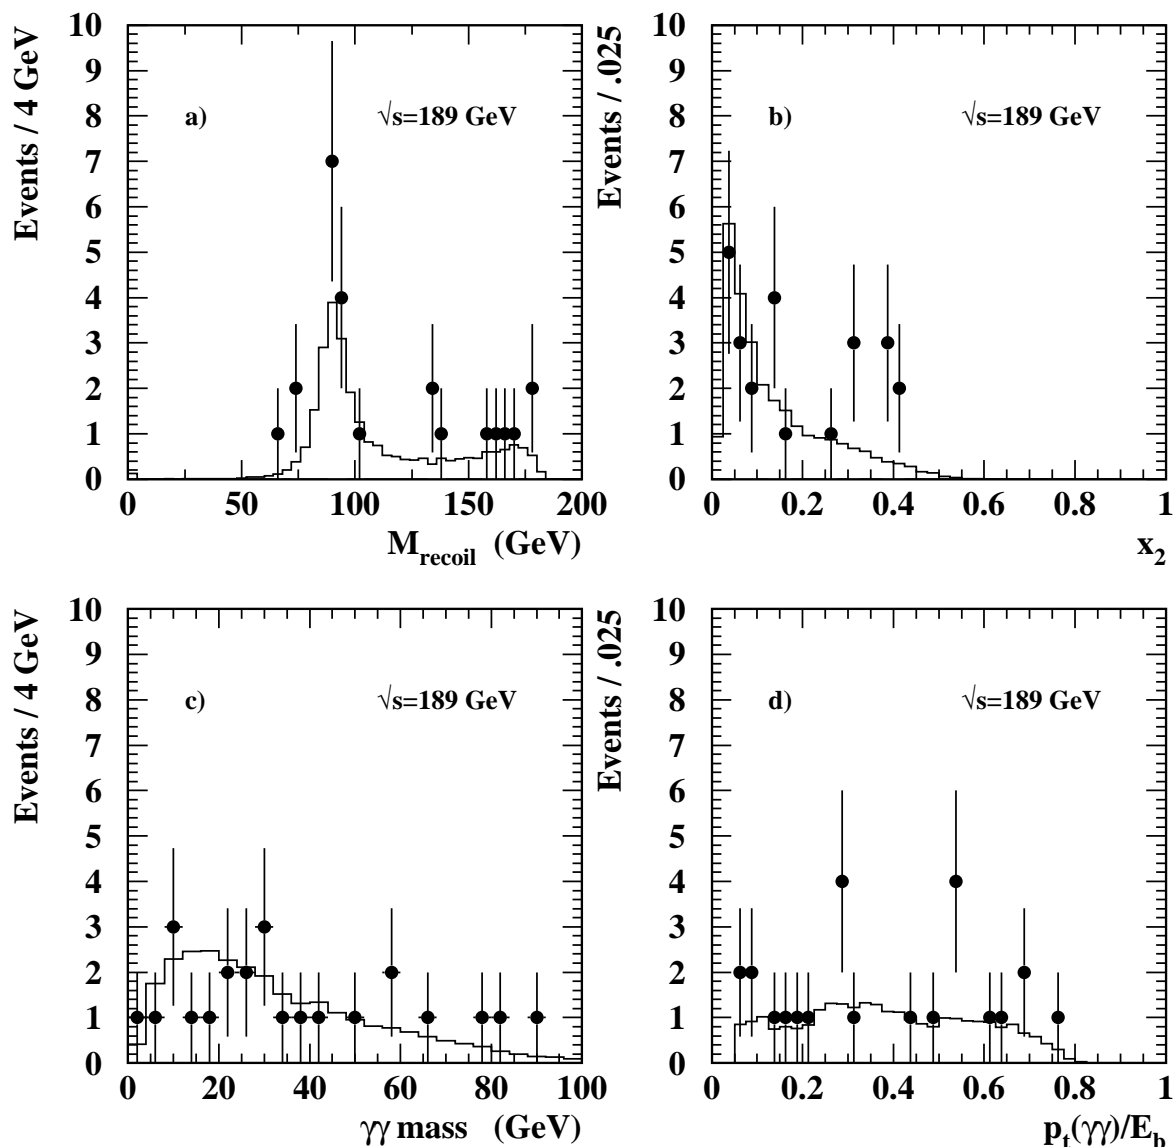 Events / 4 GeV
10
9
8
7
6
5
4
3
2
1
0
a)
√s=189 GeV
0 50 100 150 200
M_recoil (GeV)
Events / .025
10
9
8
7
6
5
4
3
2
1
0
b)
√s=189 GeV
0 0.2 0.4 0.6 0.8 1
x_2
Events / 4 GeV
10
9
8
7
6
5
4
3
2
1
0
c)
√s=189 GeV
0 20 40 60 80 100
γγ mass (GeV)
Events / .025
10
9
8
7
6
5
4
3
2
1
0
d)
√s=189 GeV
0 0.2 0.4 0.6 0.8 1
p_t(γγ)/E_b